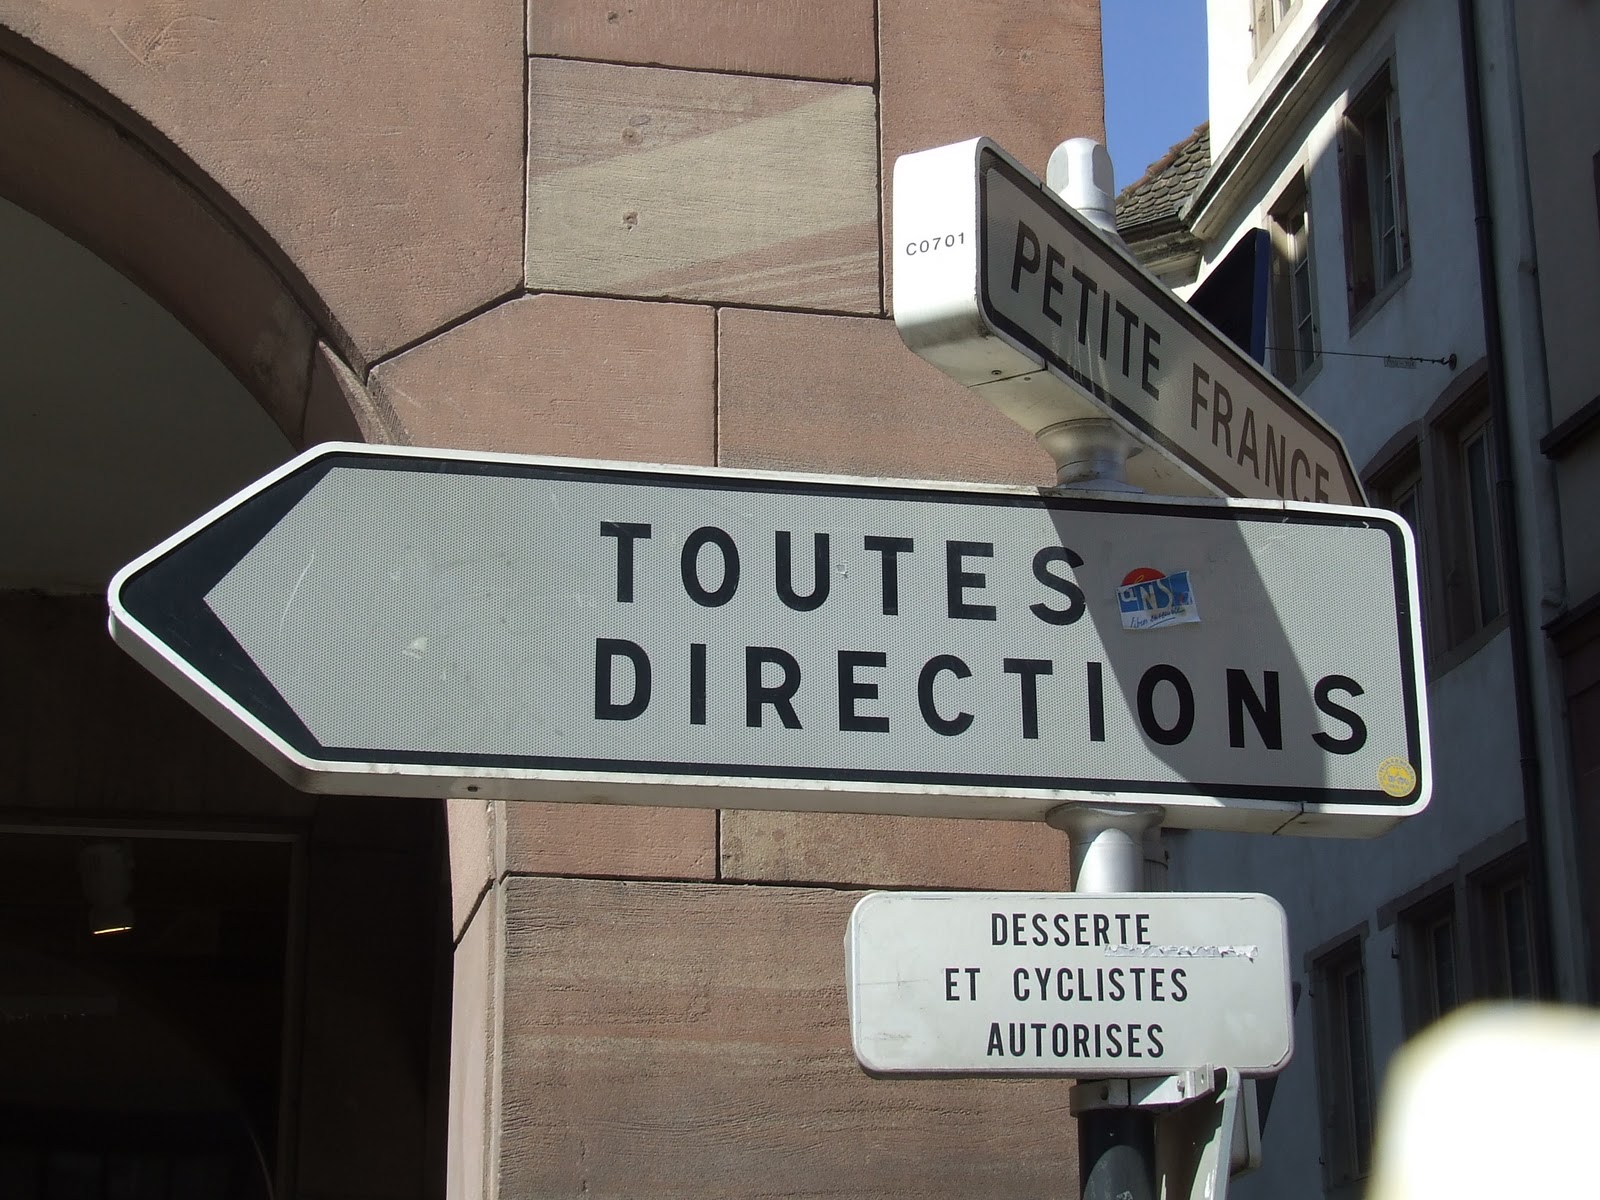 C0701
PETITE FRANCE
TOUTES
DIRECTIONS
DESSERTE
ET CYCLISTES
AUTORISES